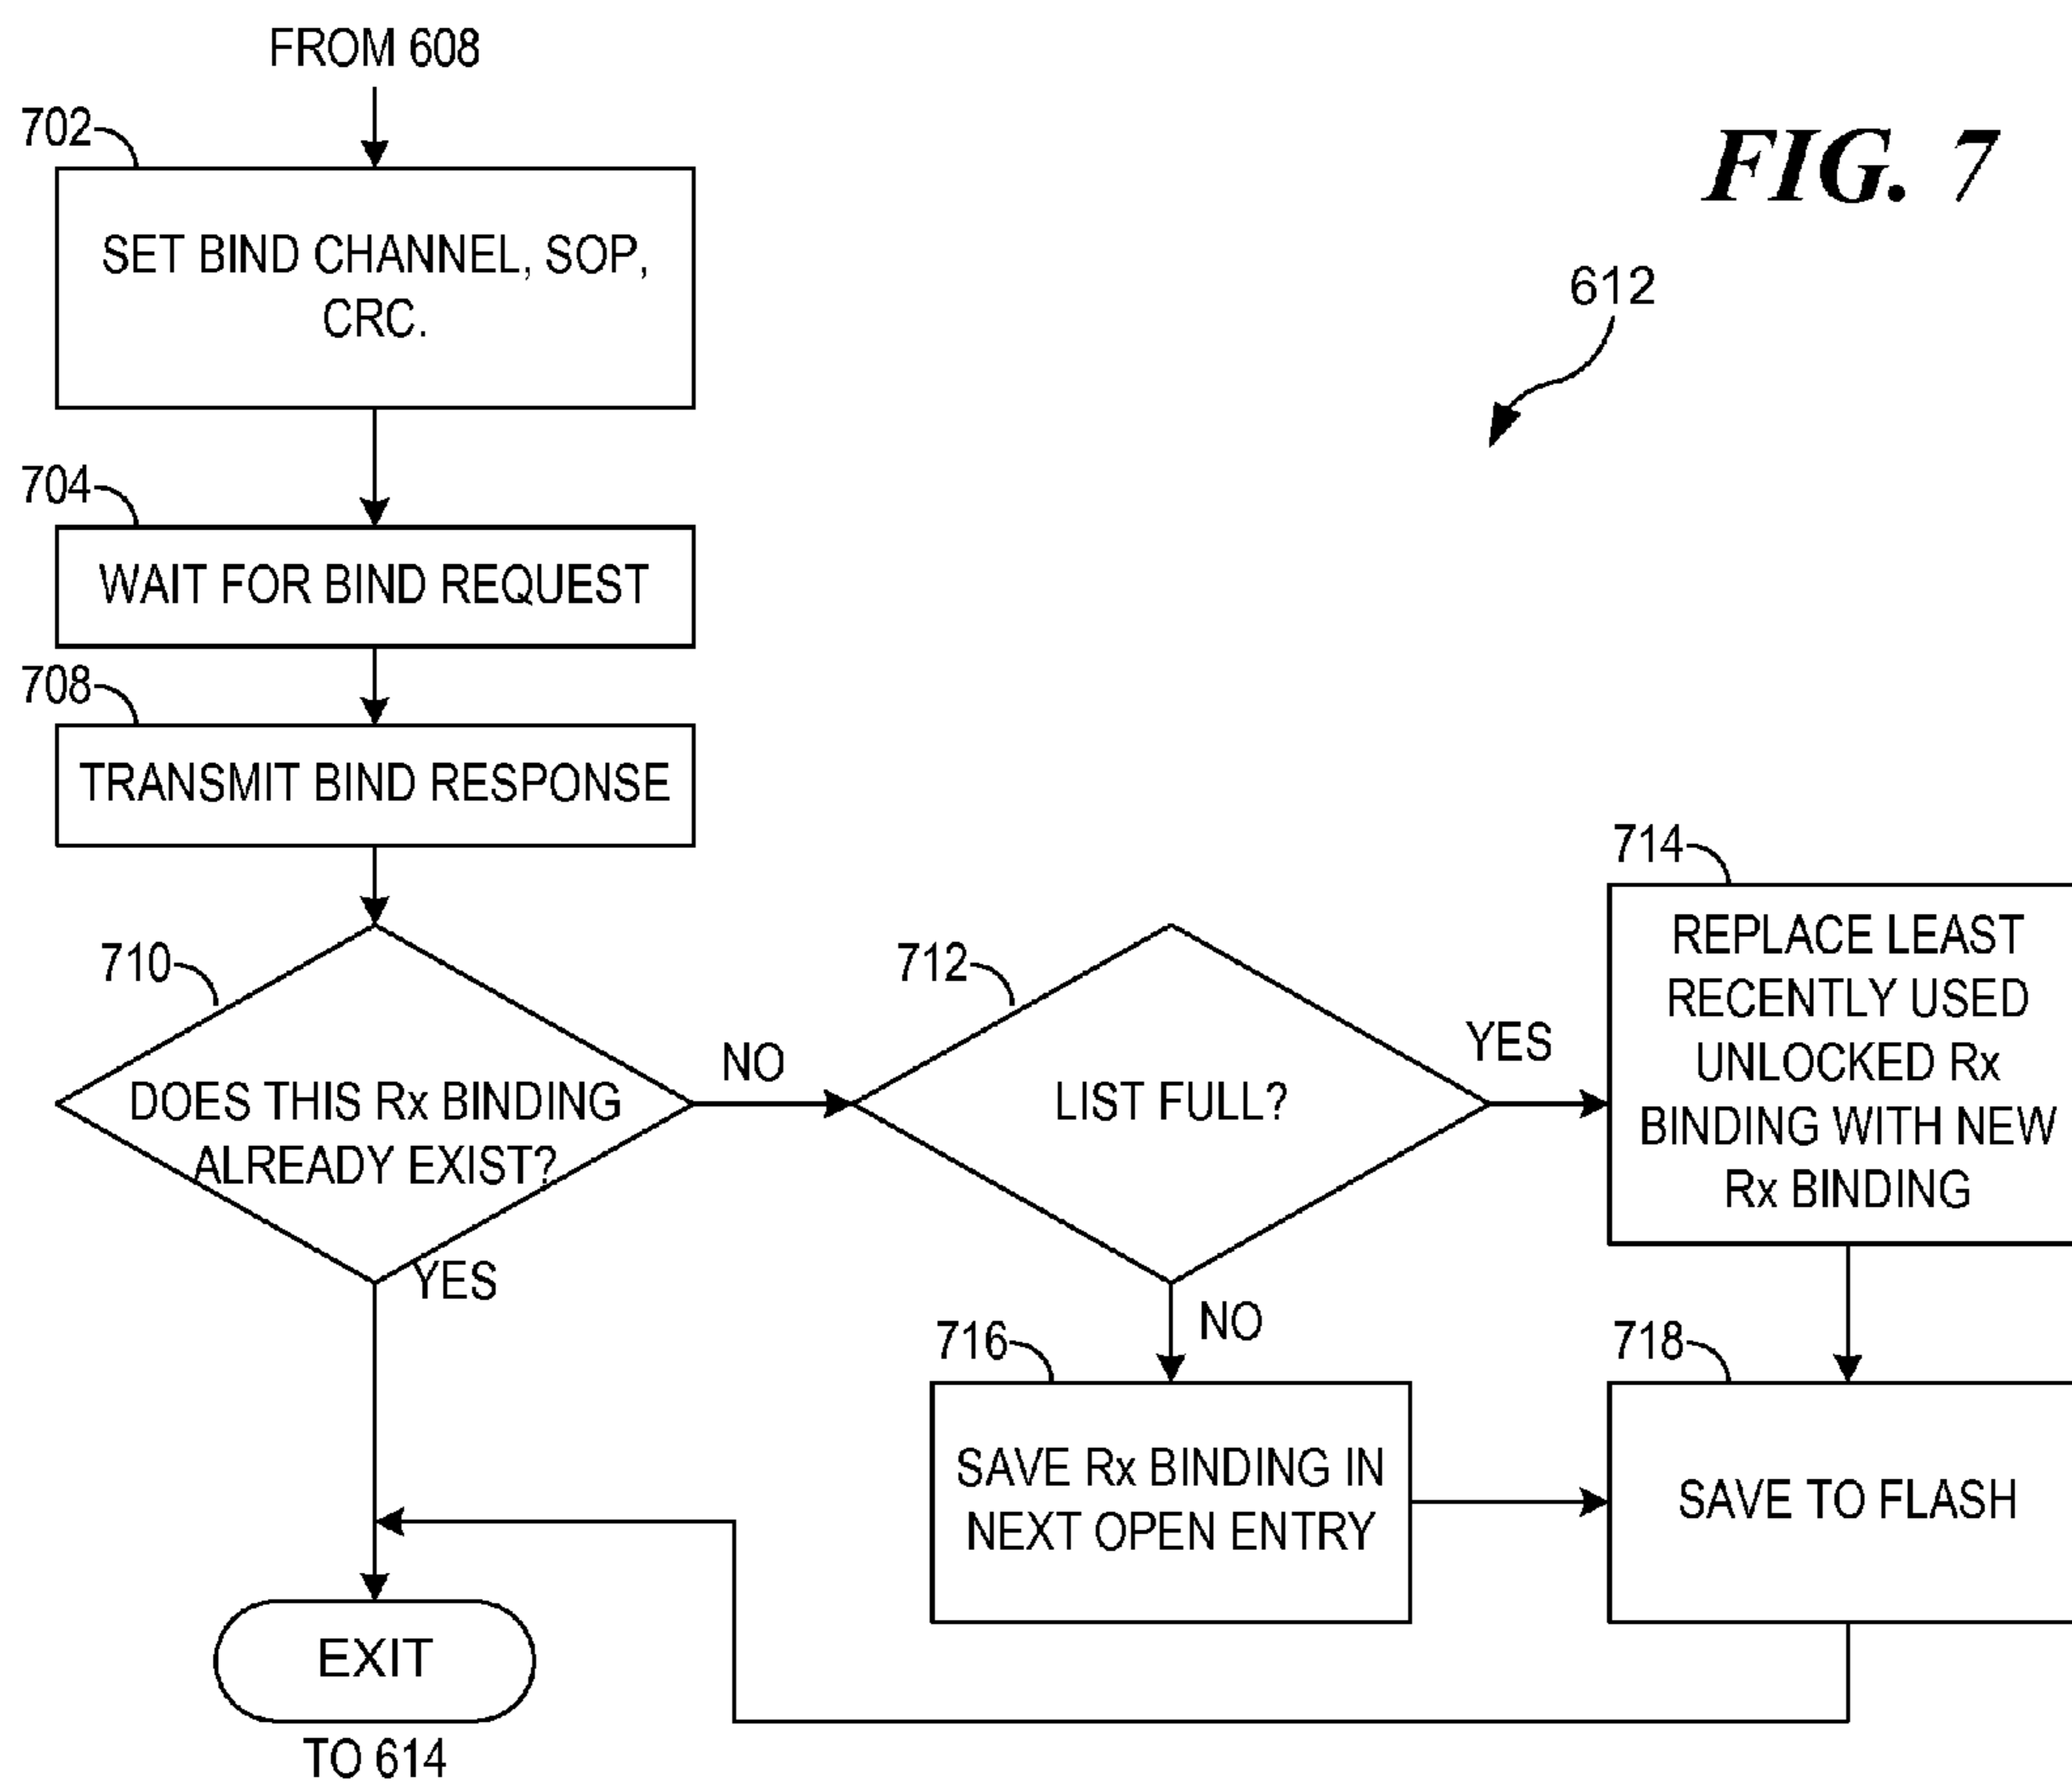 FROM 608
702
SET BIND CHANNEL, SOP,
CRC.
FIG. 7
612
704
WAIT FOR BIND REQUEST
708
TRANSMIT BIND RESPONSE
710
DOES THIS Rx BINDING
ALREADY EXIST?
NO
YES
712
LIST FULL?
YES
NO
714
REPLACE LEAST
RECENTLY USED
UNLOCKED Rx
BINDING WITH NEW
Rx BINDING
716
SAVE Rx BINDING IN
NEXT OPEN ENTRY
718
SAVE TO FLASH
EXIT
TO 614